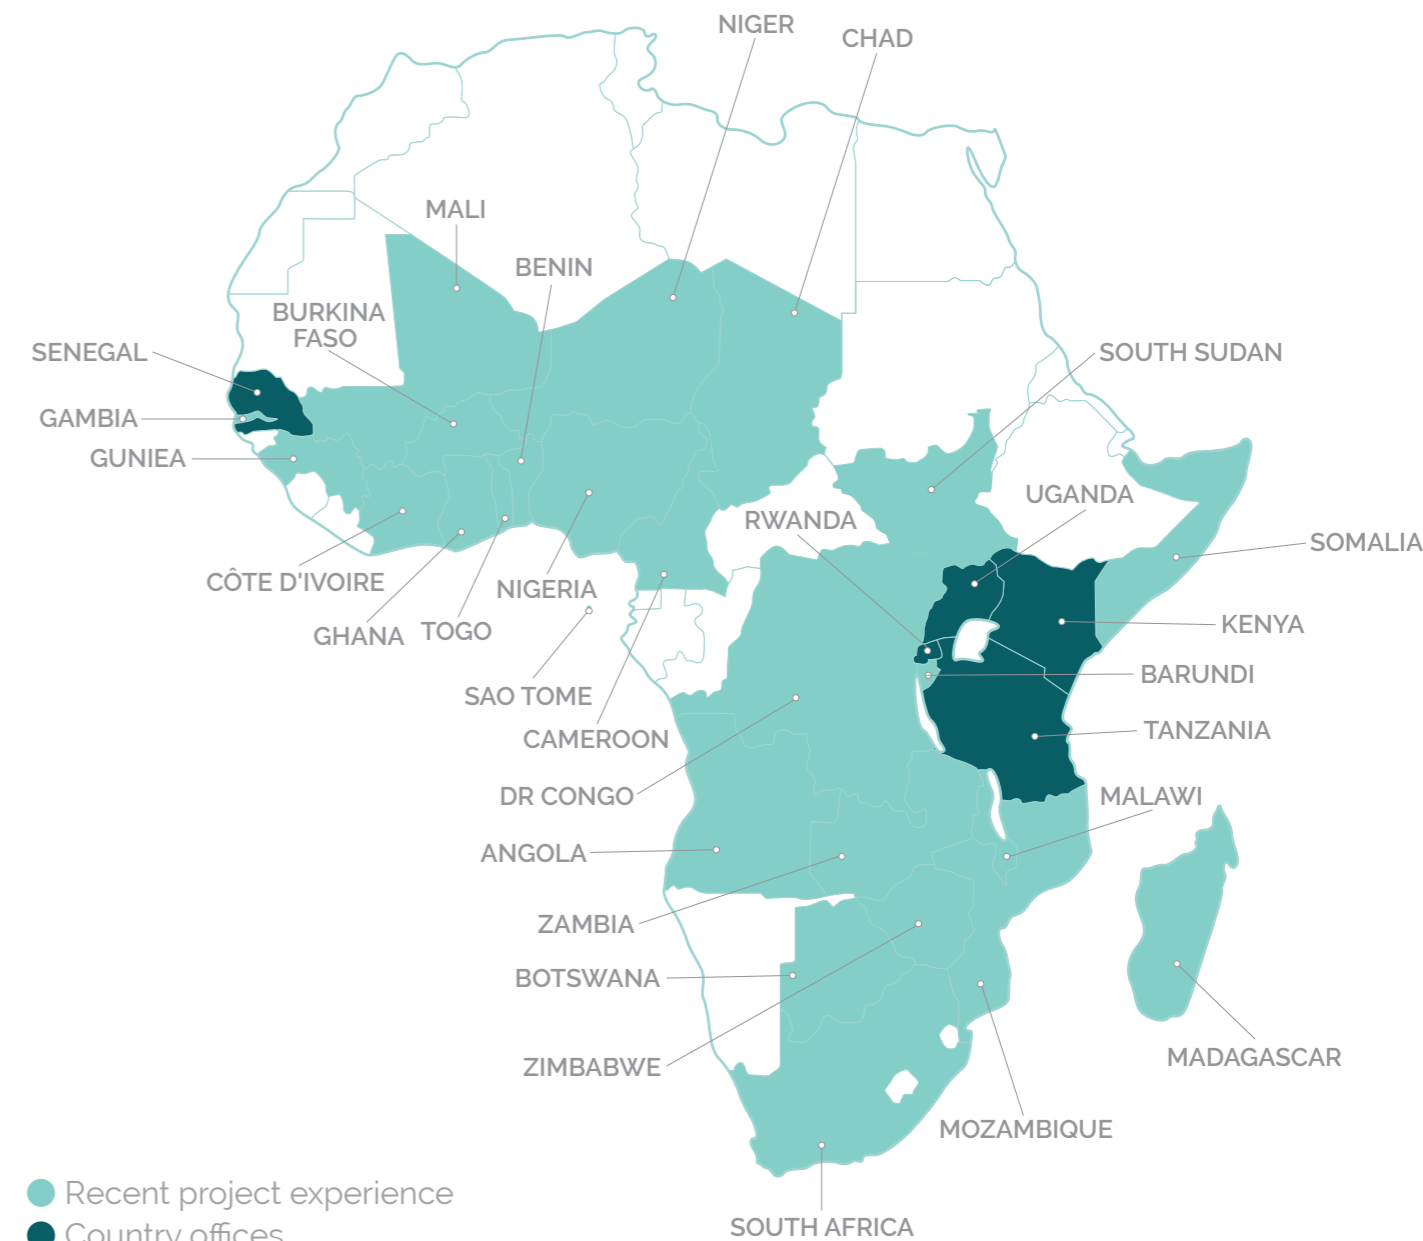 NIGER
CHAD
MALI
BENIN
BURKINA
FASO
SENEGAL
SOUTH SUDAN
GAMBIA
GUNIEA
UGANDA
RWANDA
SOMALIA
CÔTE D'IVOIRE
NIGERIA
GHANA
TOGO
KENYA
BARUNDI
SAO TOME
TANZANIA
CAMEROON
DR CONGO
MALAWI
ANGOLA
ZAMBIA
BOTSWANA
MADAGASCAR
ZIMBABWE
MOZAMBIQUE
Recent project experience
SOUTH AFRICA
Country offices